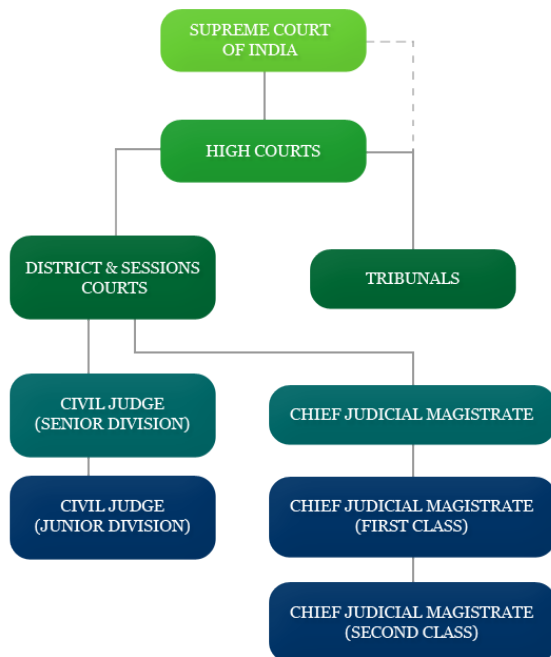 SUPREME COURT
OF INDIA
HIGH COURTS
DISTRICT & SESSIONS
COURTS
TRIBUNALS
CIVIL JUDGE
(SENIOR DIVISION)
CHIEF JUDICIAL MAGISTRATE
CIVIL JUDGE
(JUNIOR DIVISION)
CHIEF JUDICIAL MAGISTRATE
(FIRST CLASS)
CHIEF JUDICIAL MAGISTRATE
(SECOND CLASS)